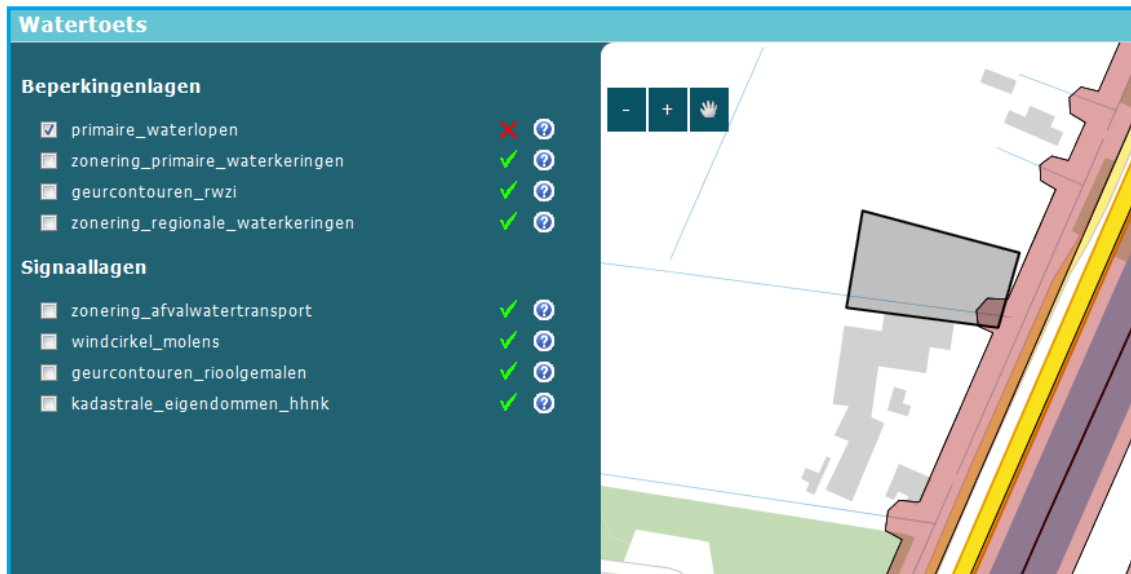 Watertoets
Beperkingenlagen
primaire_waterlopen
zonering_primaire_waterkeringen
geurcontouren_rwzi
zonering_regionale_waterkeringen
Signaallagen
zonering_afvalwatertransport
windcirkel_molens
geurcontouren_rioolgemalen
kadastrale_eigendommen_hhnk
- +